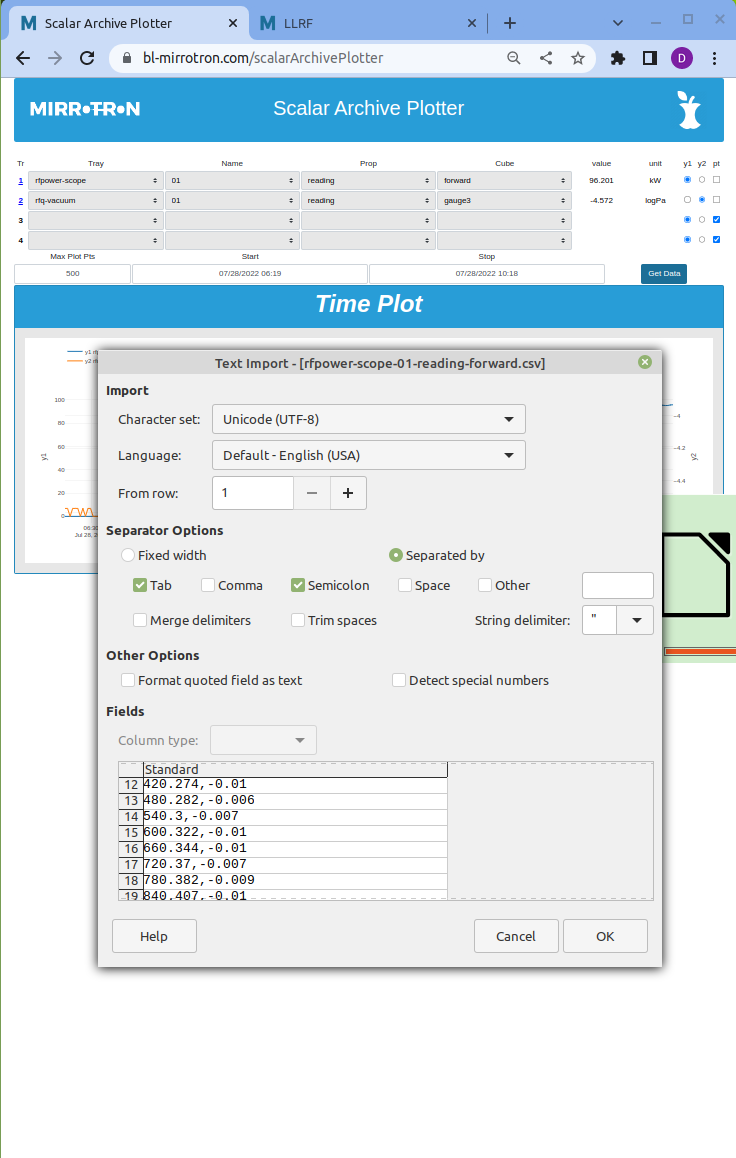 Scalar Archive Plotter
LLRF
bl-mirrotron.com/scalarArchivePlotter
D
MIRROTRON
Scalar Archive Plotter
Tr Tray Name Prop Cube value unit y1 y2 pt
1 rfpower-scope 01 reading forward 96.201 kW
2 rfq-vacuum 01 reading gauge3 -4.572 logPa
3
4
Max Plot Pts Start Stop
500 07/28/2022 06:19 07/28/2022 10:18 Get Data
Time Plot
y1
y2
100
80
60
40
20
0
y1
06:30
Jul 28, 2
−4
−4.2
−4.4
y2
Text Import - [rfpower-scope-01-reading-forward.csv]
Import
Character set: Unicode (UTF-8)
Language: Default - English (USA)
From row: 1
Separator Options
Fixed width Separated by
Tab Comma Semicolon Space Other
Merge delimiters Trim spaces String delimiter: "
Other Options
Format quoted field as text Detect special numbers
Fields
Column type:
Standard
12 420.274,-0.01
13 480.282,-0.006
14 540.3,-0.007
15 600.322,-0.01
16 660.344,-0.01
17 720.37,-0.007
18 780.382,-0.009
19 840.407,-0.01
Help Cancel OK